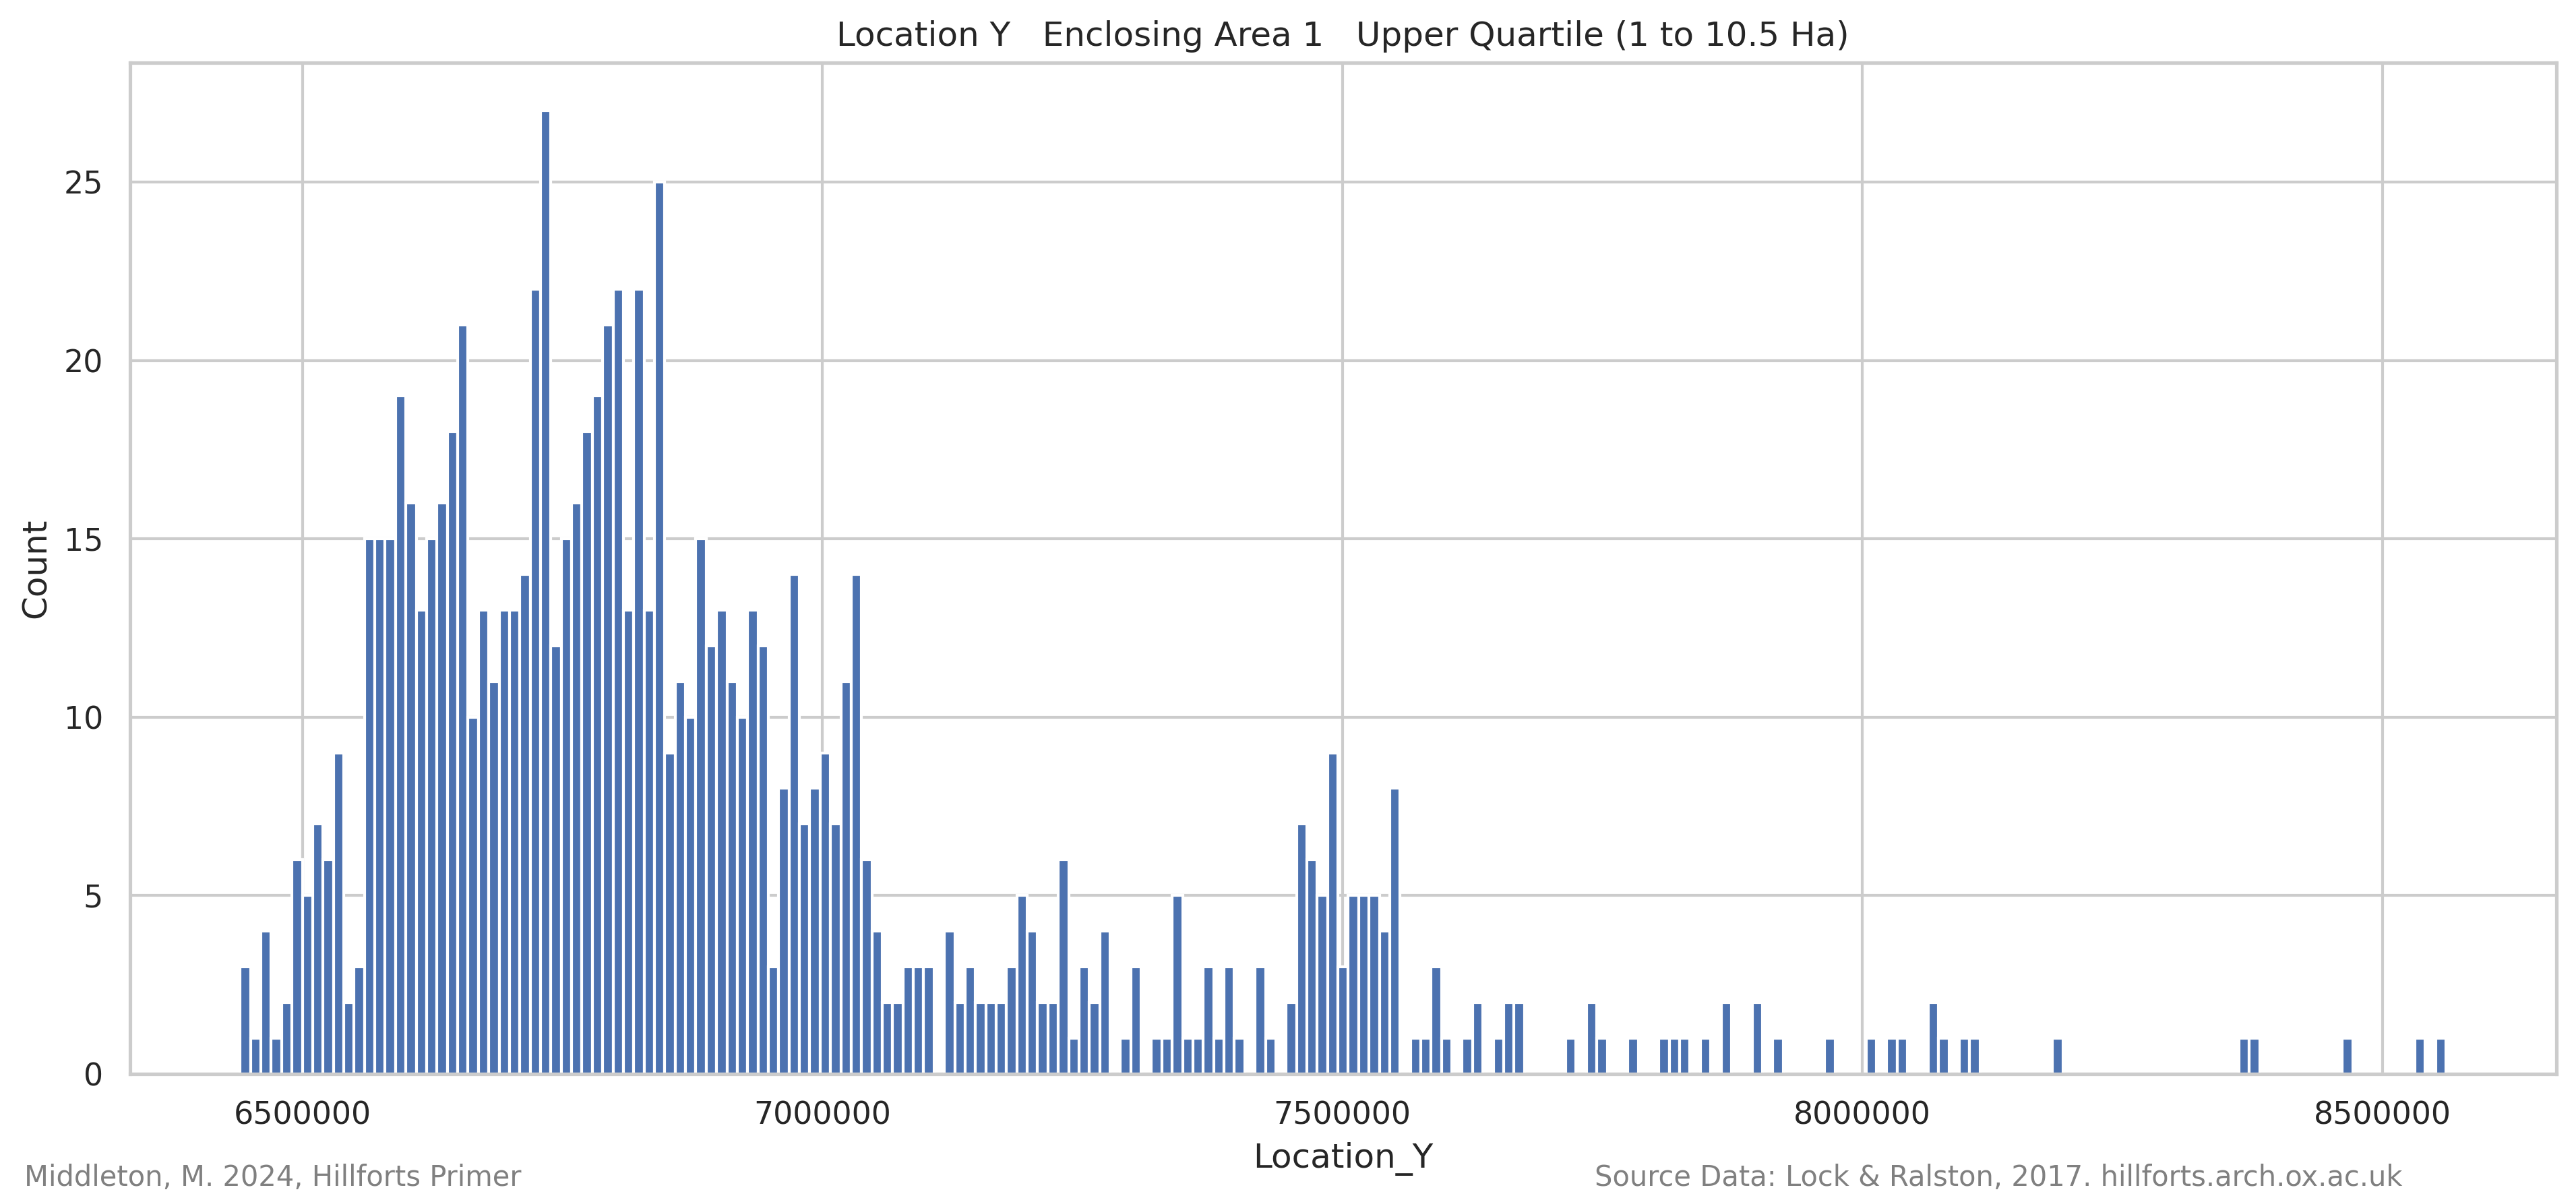 Location Y   Enclosing Area 1   Upper Quartile (1 to 10.5 Ha)
25
20
15
10
5
0
Count
6500000 7000000 7500000 8000000 8500000
Location_Y
Middleton, M. 2024, Hillforts Primer
Source Data: Lock & Ralston, 2017. hillforts.arch.ox.ac.uk